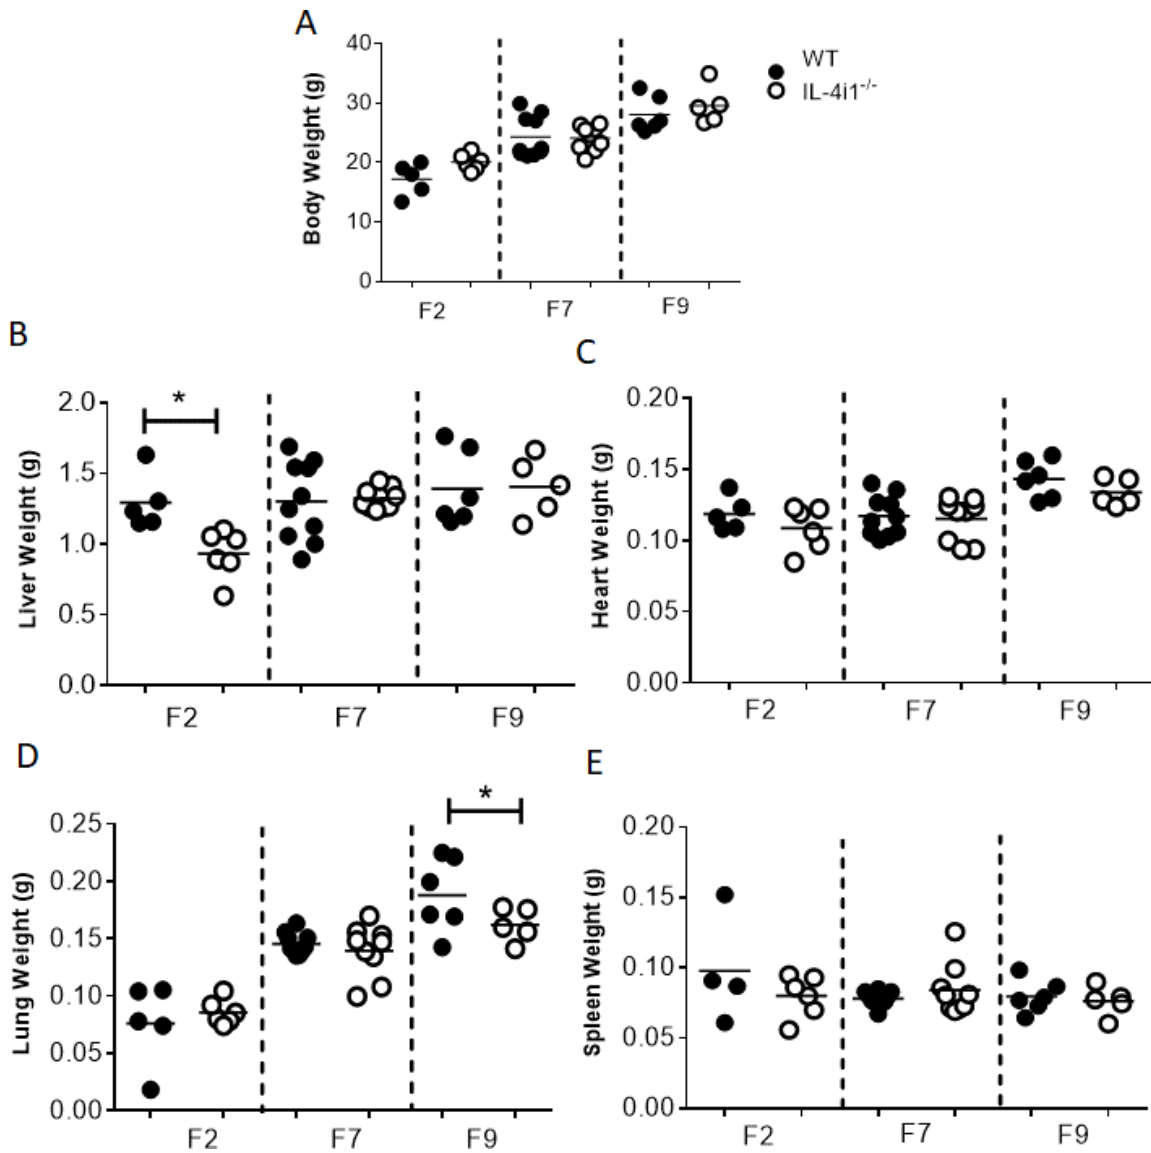 A
Body Weight (g)
40
30
20
10
0
F2 F7 F9
WT
IL-4i1-/-
B
Liver Weight (g)
2.0
1.5
1.0
0.5
0.0
*
F2 F7 F9
C
Heart Weight (g)
0.20
0.15
0.10
0.05
0.00
F2 F7 F9
D
Lung Weight (g)
0.25
0.20
0.15
0.10
0.05
0.00
*
F2 F7 F9
E
Spleen Weight (g)
0.20
0.15
0.10
0.05
0.00
F2 F7 F9